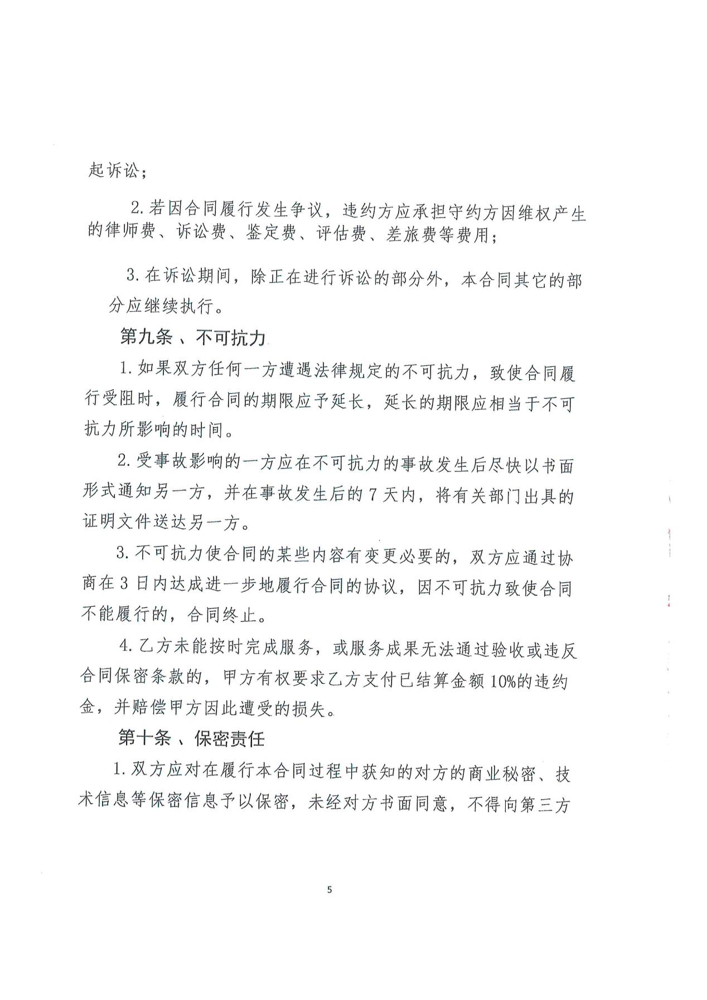 起诉讼；
2.若因合同履行发生争议，违约方应承担守约方因维权产生
的律师费、诉讼费、鉴定费、评估费、差旅费等费用；
3.在诉讼期间，除正在进行诉讼的部分外，本合同其它的部
分应继续执行。
第九条、不可抗力
1.如果双方任何一方遭遇法律规定的不可抗力，致使合同履
行受阻时，履行合同的期限应予延长，延长的期限应相当于不可
抗力所影响的时间。
2.受事故影响的一方应在不可抗力的事故发生后尽快以书面
形式通知另一方，并在事故发生后的 7 天内，将有关部门出具的
证明文件送达另一方。
3.不可抗力使合同的某些内容有变更必要的，双方应通过协
商在 3 日内达成进一步地履行合同的协议，因不可抗力致使合同
不能履行的，合同终止。
4.乙方未能按时完成服务，或服务成果无法通过验收或违反
合同保密条款的，甲方有权要求乙方支付已结算金额 10%的违约
金，并赔偿甲方因此遭受的损失。
第十条、保密责任
1.双方应对在履行本合同过程中获知的对方的商业秘密、技
术信息等保密信息予以保密，未经对方书面同意，不得向第三方
5